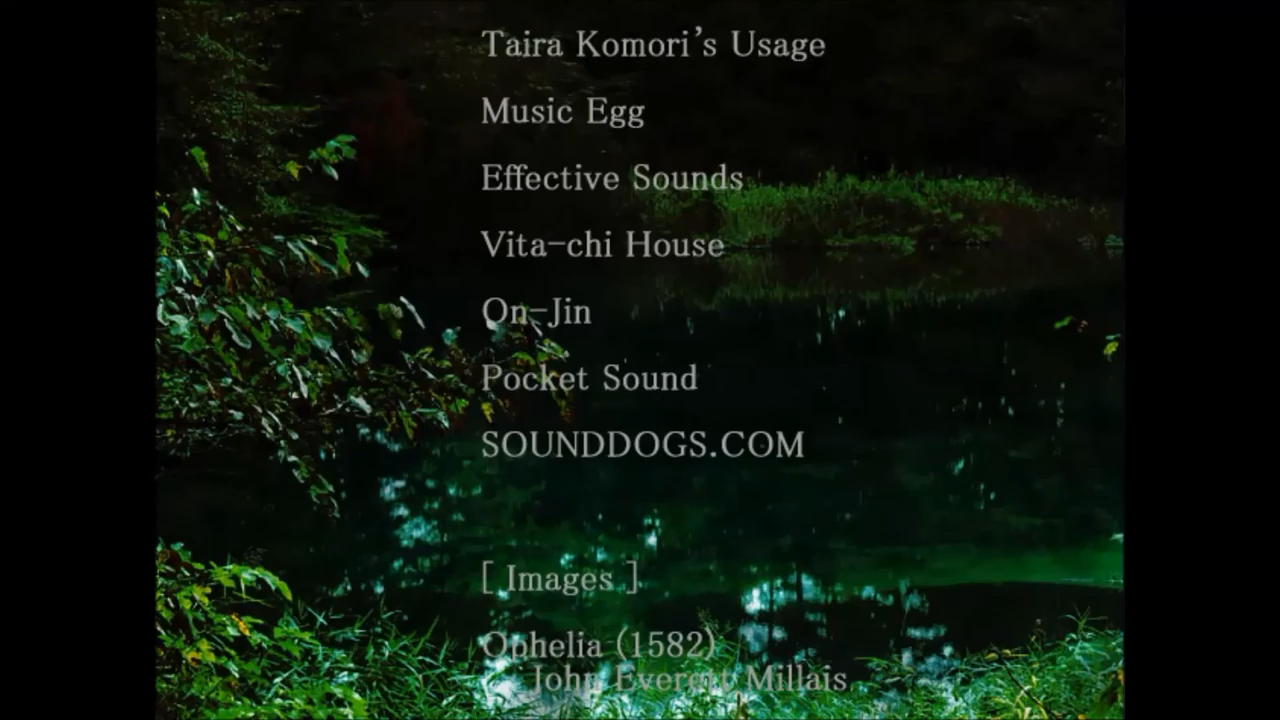 Taira Komori's Usage
Music Egg
Effective Sounds
Vita-chi House
On-Jin
Pocket Sound
SOUNDDOGS.COM
[ Images ]
Ophelia (1582)
John Everett Millais